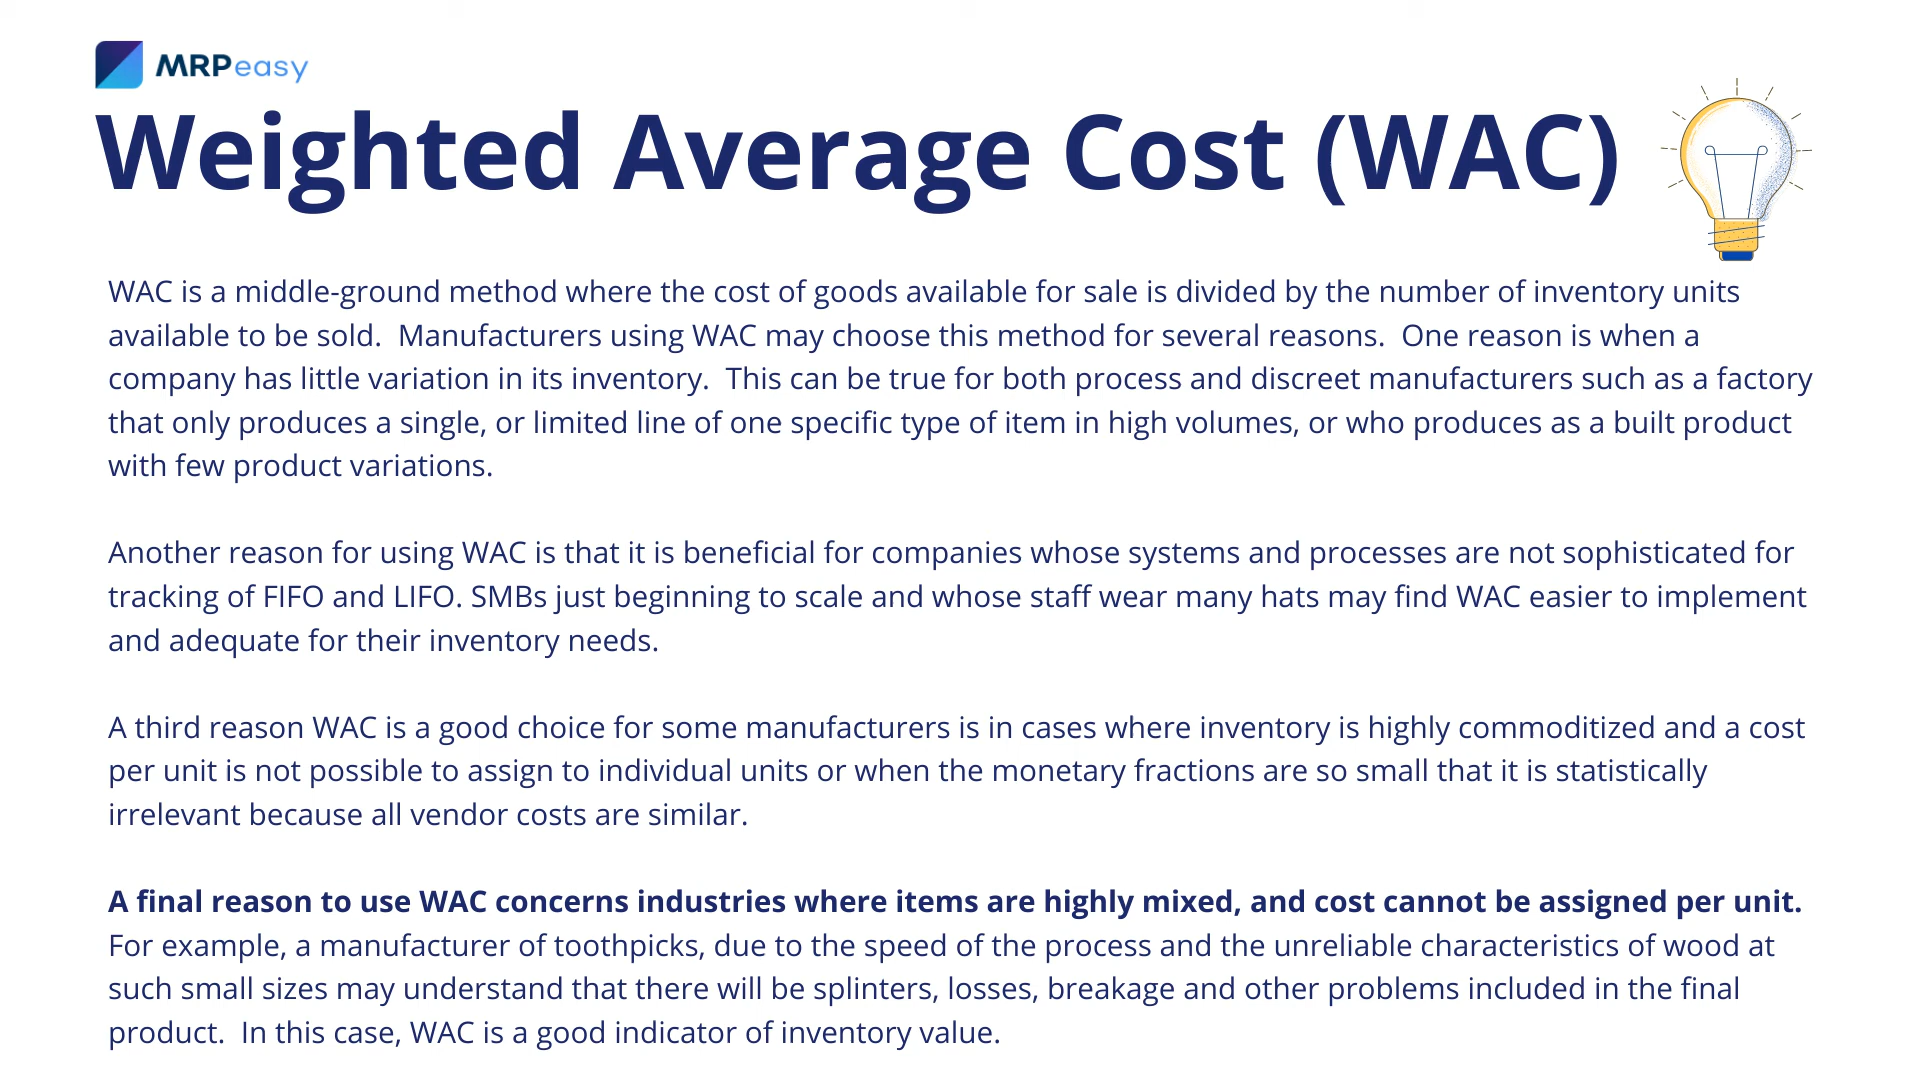 MRPeasy
Weighted Average Cost (WAC)
WAC is a middle-ground method where the cost of goods available for sale is divided by the number of inventory units
available to be sold.  Manufacturers using WAC may choose this method for several reasons.  One reason is when a
company has little variation in its inventory.  This can be true for both process and discreet manufacturers such as a factory
that only produces a single, or limited line of one specific type of item in high volumes, or who produces as a built product
with few product variations.
Another reason for using WAC is that it is beneficial for companies whose systems and processes are not sophisticated for
tracking of FIFO and LIFO. SMBs just beginning to scale and whose staff wear many hats may find WAC easier to implement
and adequate for their inventory needs.
A third reason WAC is a good choice for some manufacturers is in cases where inventory is highly commoditized and a cost
per unit is not possible to assign to individual units or when the monetary fractions are so small that it is statistically
irrelevant because all vendor costs are similar.
A final reason to use WAC concerns industries where items are highly mixed, and cost cannot be assigned per unit.
For example, a manufacturer of toothpicks, due to the speed of the process and the unreliable characteristics of wood at
such small sizes may understand that there will be splinters, losses, breakage and other problems included in the final
product.  In this case, WAC is a good indicator of inventory value.